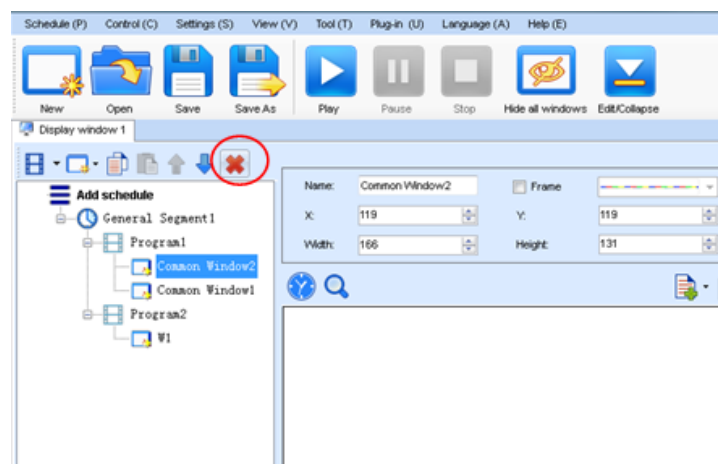 Schedule (P) Control (C) Settings (S) View (V) Tool (T) Plug-in (U) Language (A) Help (E)
New Open Save Save As Play Pause Stop Hide all windows Edit/Collapse
Display window 1
Add schedule
General Segment1
Program1
Common Window2
Common Window1
Program2
W1
Name: Common Window2 Frame
X: 119 Y: 119
Width: 166 Height: 131